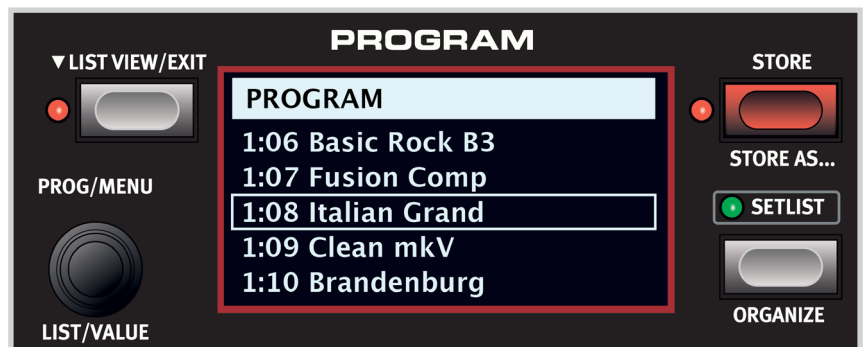 PROGRAM
▼LIST VIEW/EXIT
STORE
PROGRAM
1:06 Basic Rock B3
1:07 Fusion Comp
1:08 Italian Grand
1:09 Clean mkV
1:10 Brandenburg
STORE AS...
PROG/MENU
SETLIST
LIST/VALUE
ORGANIZE